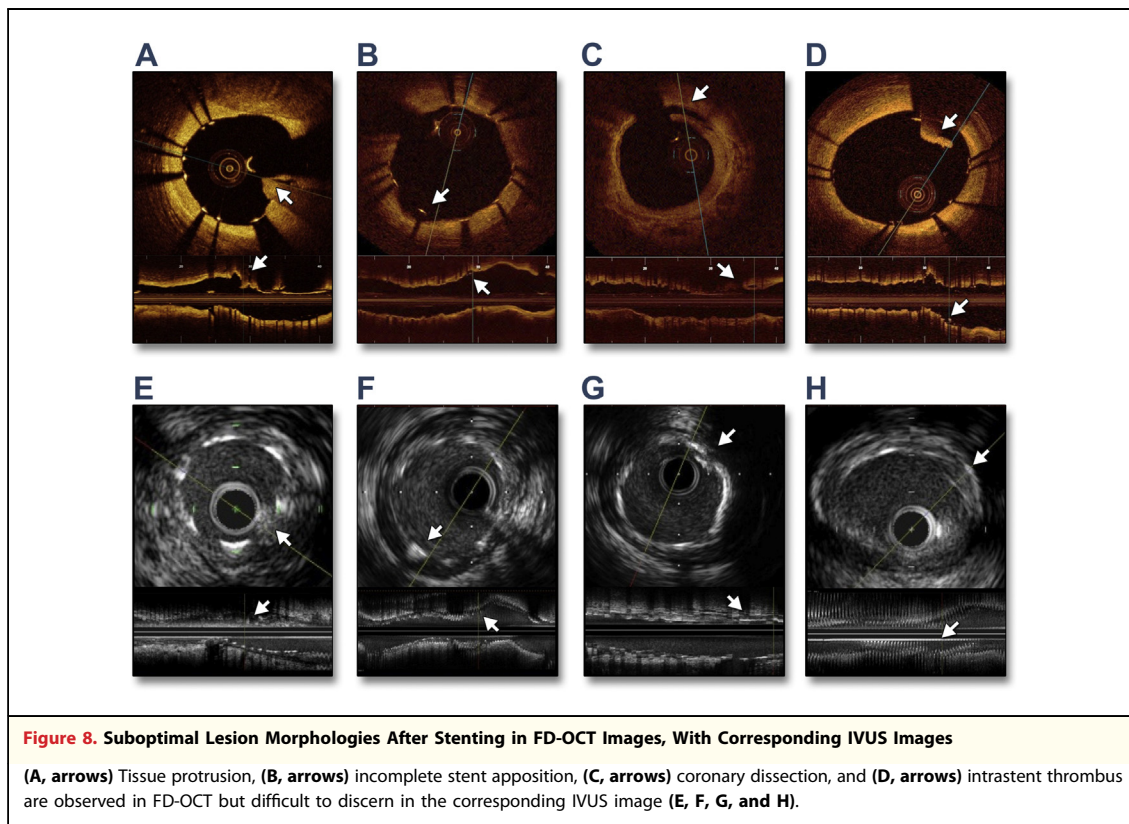 A
B
C
D
E
F
G
H
Figure 8. Suboptimal Lesion Morphologies After Stenting in FD-OCT Images, With Corresponding IVUS Images
(A, arrows) Tissue protrusion, (B, arrows) incomplete stent apposition, (C, arrows) coronary dissection, and (D, arrows) intrastent thrombus
are observed in FD-OCT but difficult to discern in the corresponding IVUS image (E, F, G, and H).